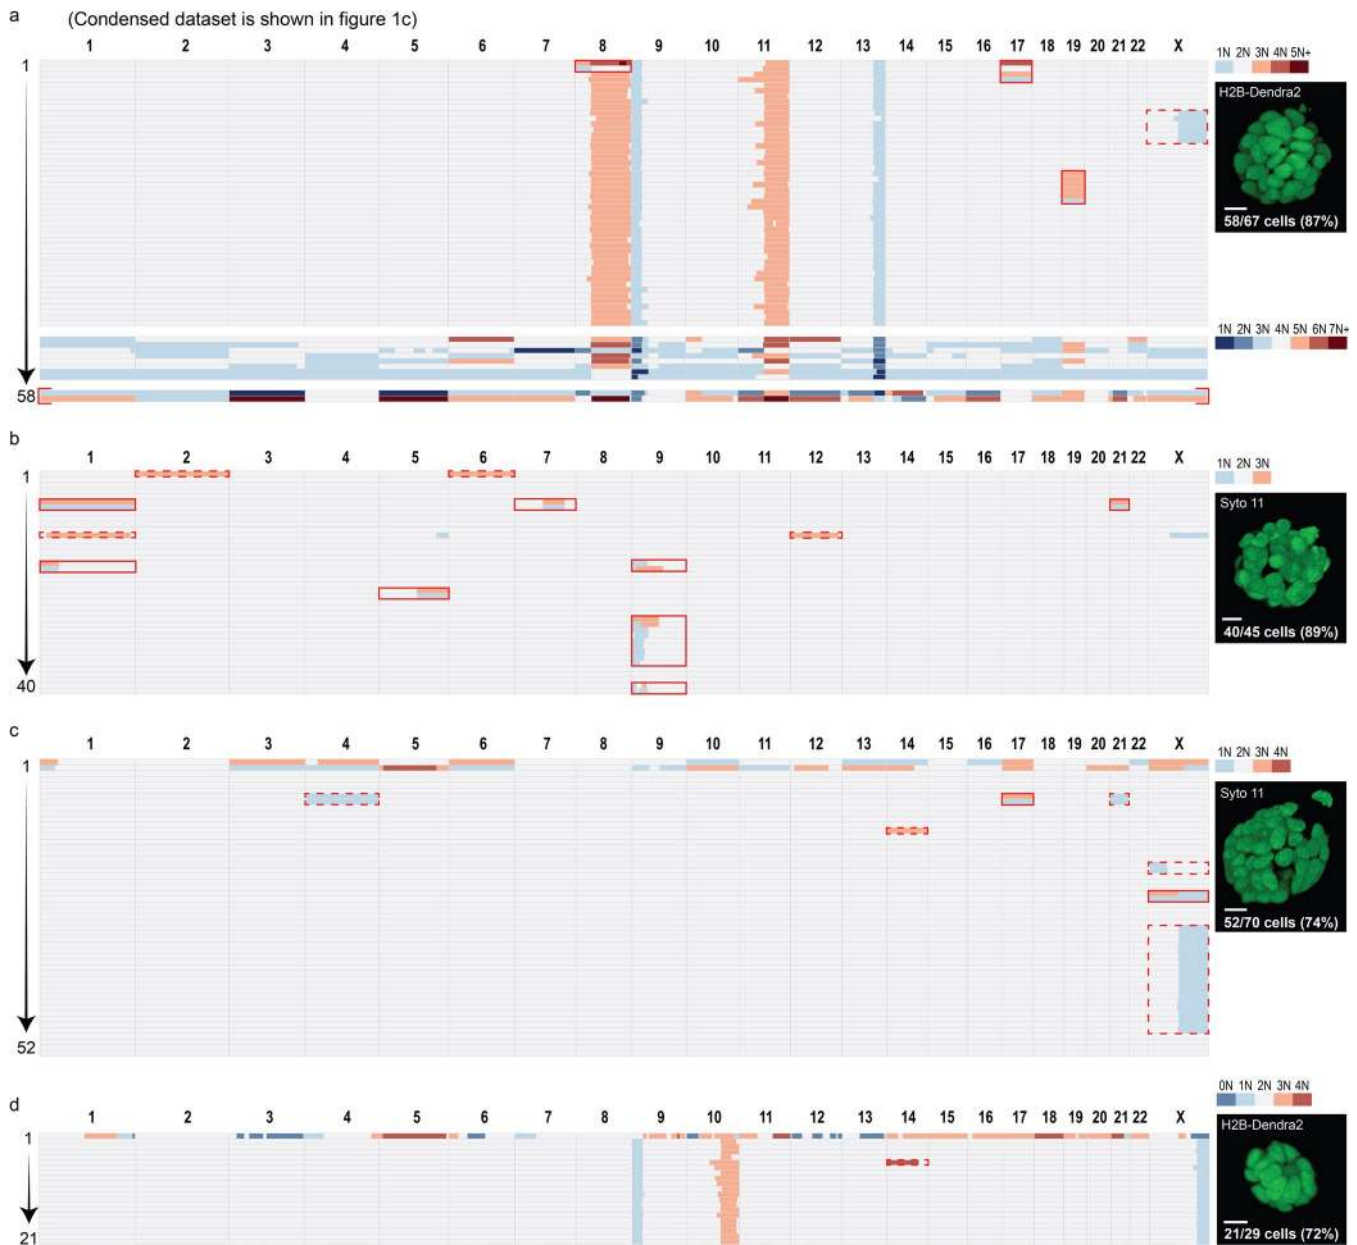 a (Condensed dataset is shown in figure 1c)
1 2 3 4 5 6 7 8 9 10 11 12 13 14 15 16 17 18 19 20 21 22 X
1N 2N 3N 4N 5N+
1
H2B-Dendra2
58/67 cells (87%)
1N 2N 3N 4N 5N 6N 7N+
58
b
1 2 3 4 5 6 7 8 9 10 11 12 13 14 15 16 17 18 19 20 21 22 X
1N 2N 3N
1
Syto 11
40/45 cells (89%)
40
c
1 2 3 4 5 6 7 8 9 10 11 12 13 14 15 16 17 18 19 20 21 22 X
1N 2N 3N 4N
1
Syto 11
52/70 cells (74%)
52
d
0N 1N 2N 3N 4N
1 2 3 4 5 6 7 8 9 10 11 12 13 14 15 16 17 18 19 20 21 22 X
1
H2B-Dendra2
21/29 cells (72%)
21